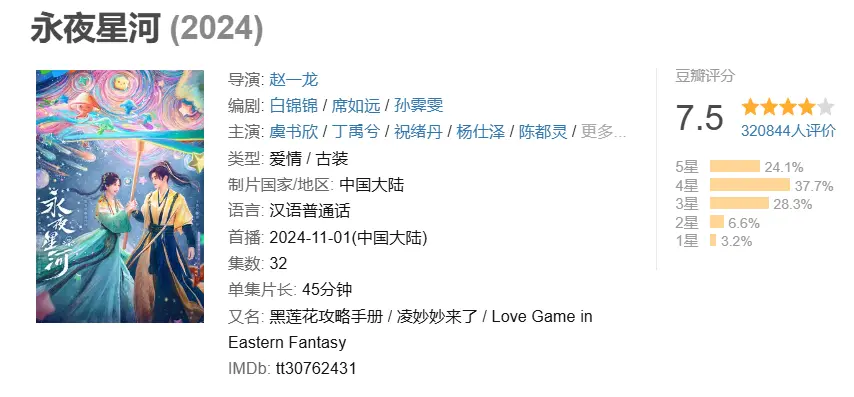 永夜星河 (2024)
永夜星河
导演: 赵一龙
编剧: 白锦锦 / 席如远 / 孙霁雯
主演: 虞书欣 / 丁禹兮 / 祝绪丹 / 杨仕泽 / 陈都灵 / 更多...
类型: 爱情 / 古装
制片国家/地区: 中国大陆
语言: 汉语普通话
首播: 2024-11-01(中国大陆)
集数: 32
单集片长: 45分钟
又名: 黑莲花攻略手册 / 凌妙妙来了 / Love Game in
Eastern Fantasy
IMDb: tt30762431
豆瓣评分
7.5
320844人评价
5星 24.1%
4星 37.7%
3星 28.3%
2星 6.6%
1星 3.2%